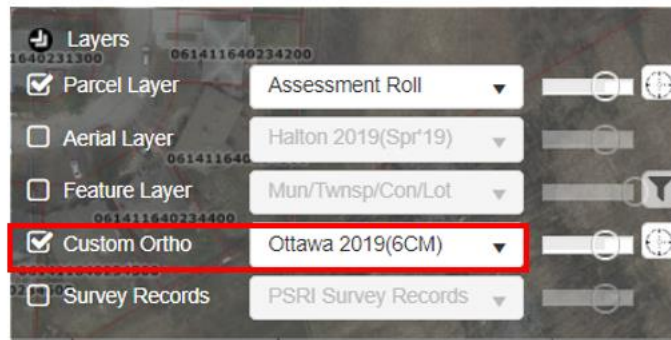 Layers
1640231300 061411640234200
Parcel Layer Assessment Roll
Aerial Layer Halton 2019(Spr'19)
061411640
Feature Layer Mun/Twnsp/Con/Lot
061411640234400
Custom Ortho Ottawa 2019(6CM)
Survey Records PSRI Survey Records